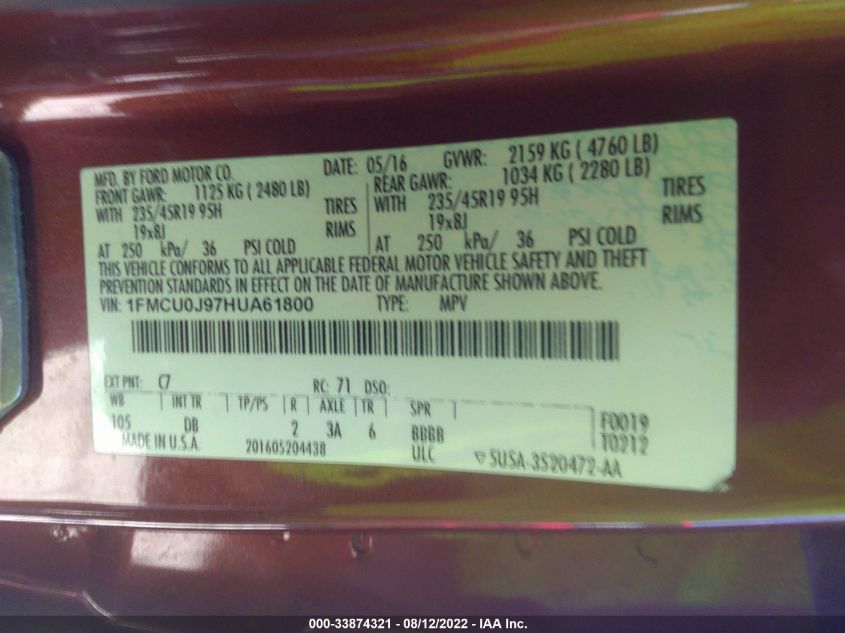 MFD. BY FORD MOTOR CO. DATE: 05/16 GVWR: 2159 KG ( 4760 LB)
FRONT GAWR: 1125 KG ( 2480 LB) REAR GAWR: 1034 KG ( 2280 LB)
WITH 235/45R19 95H TIRES WITH 235/45R19 95H TIRES
19x8J RIMS 19x8J RIMS
AT 250 kPa/ 36 PSI COLD AT 250 kPa/ 36 PSI COLD
THIS VEHICLE CONFORMS TO ALL APPLICABLE FEDERAL MOTOR VEHICLE SAFETY AND THEFT
PREVENTION STANDARDS IN EFFECT ON THE DATE OF MANUFACTURE SHOWN ABOVE.
VIN: 1FMCU0J97HUA61800 TYPE: MPV
EXT PNT: C7 RC: 71 DSO:
WB INT TR TP/PS R AXLE TR SPR
105 DB 2 3A 6 BBBB F0019
MADE IN U.S.A. 201605204438 ULC T0212
5USA-3520472-AA
000-33874321 - 08/12/2022 - IAA Inc.